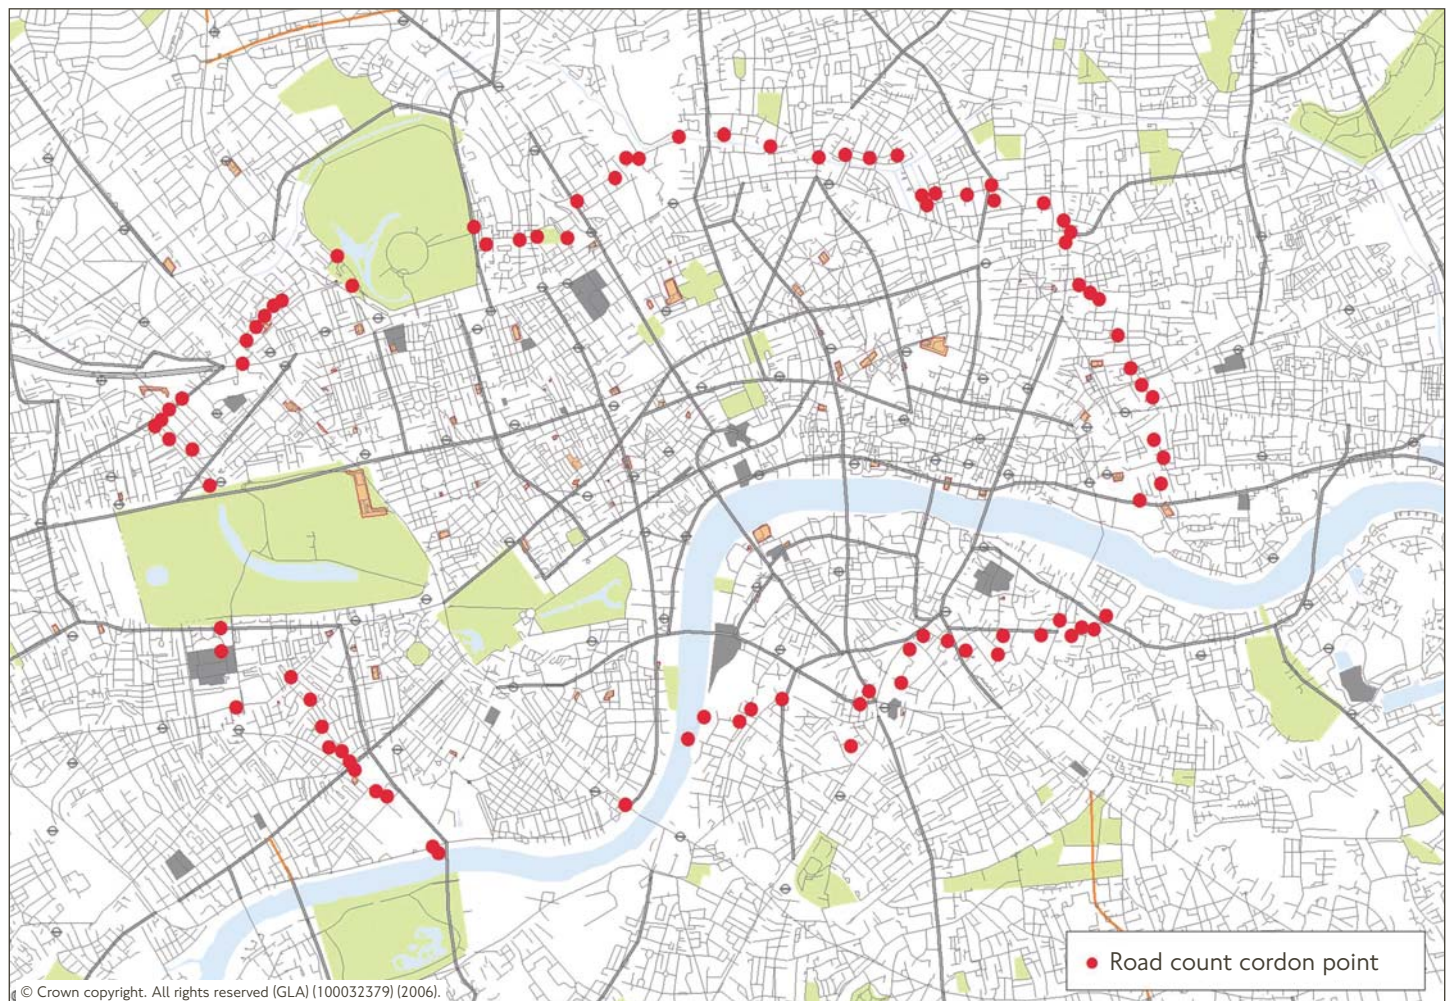 Road count cordon point
© Crown copyright. All rights reserved (GLA) (100032379) (2006).